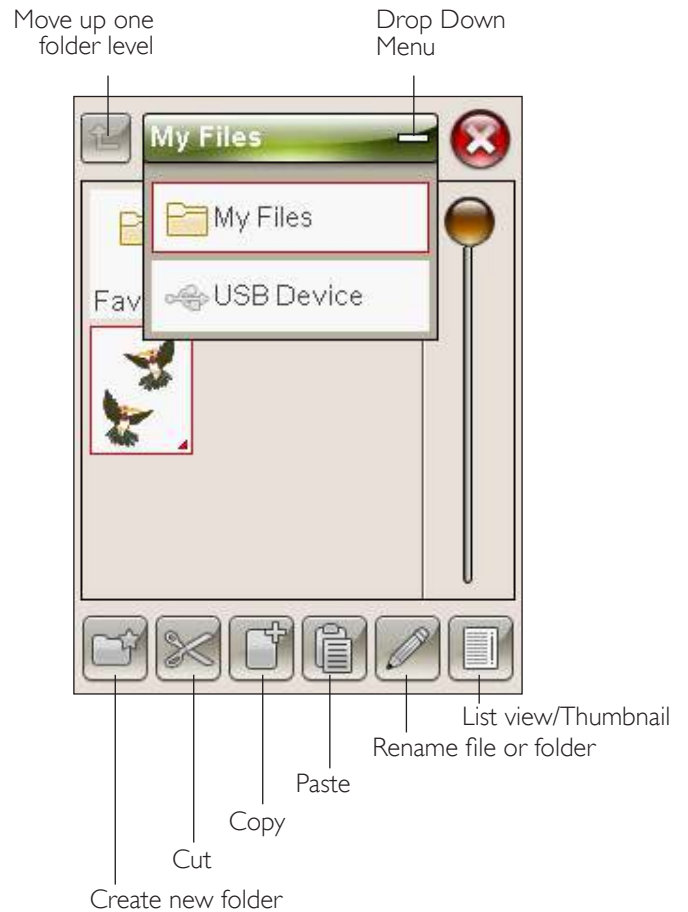 Move up one
folder level
Drop Down
Menu
My Files
My Files
Fav
USB Device
List view/Thumbnail
Rename file or folder
Paste
Copy
Cut
Create new folder